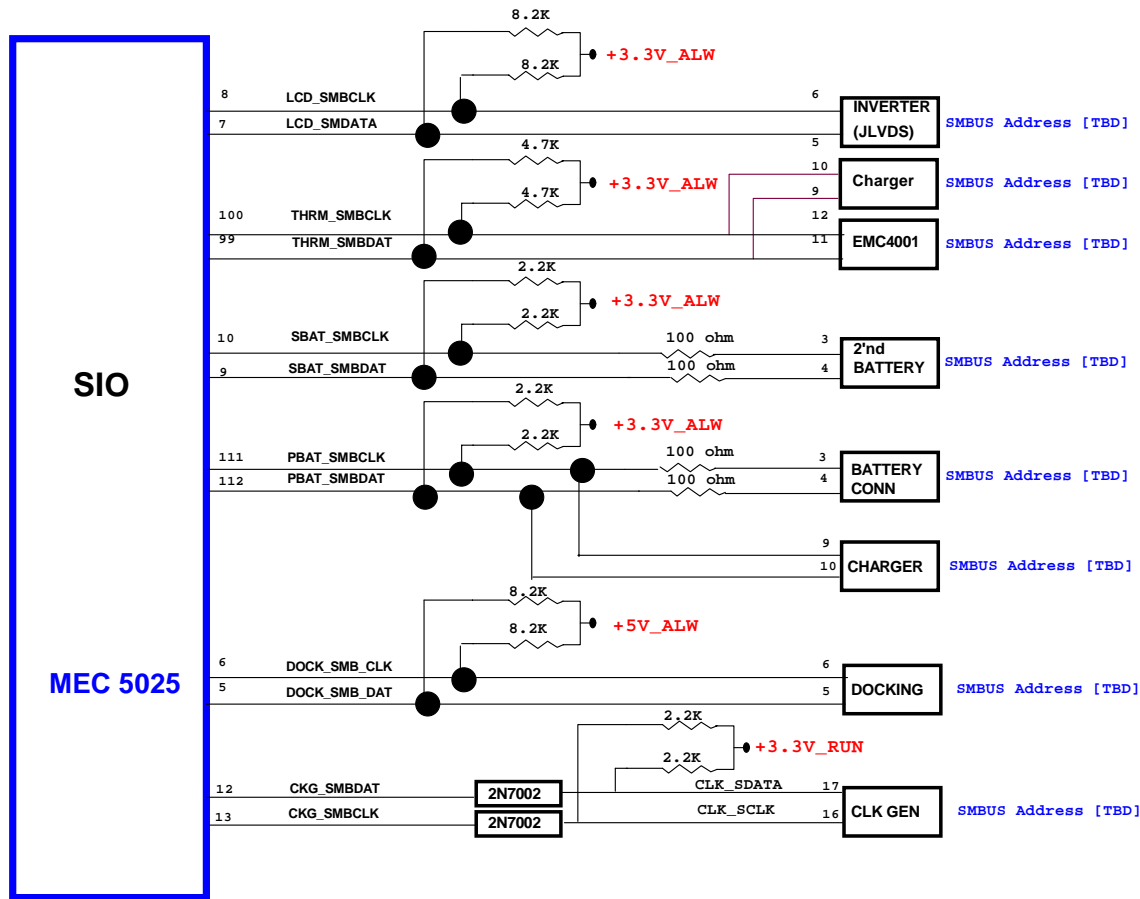 SIO
MEC 5025
8.2K
8.2K
+3.3V_ALW
8 LCD_SMBCLK 6
7 LCD_SMDATA 5
INVERTER
(JLVDS)
SMBUS Address [TBD]
4.7K
4.7K
+3.3V_ALW
10
9
Charger
SMBUS Address [TBD]
100 THRM_SMBCLK 12
99 THRM_SMBDAT 11
EMC4001
SMBUS Address [TBD]
2.2K
2.2K
+3.3V_ALW
10 SBAT_SMBCLK 100 ohm 3
9 SBAT_SMBDAT 100 ohm 4
2'nd
BATTERY
SMBUS Address [TBD]
2.2K
2.2K
+3.3V_ALW
111 PBAT_SMBCLK 100 ohm 3
112 PBAT_SMBDAT 100 ohm 4
BATTERY
CONN
SMBUS Address [TBD]
9
10
CHARGER
SMBUS Address [TBD]
8.2K
8.2K
+5V_ALW
6 DOCK_SMB_CLK 6
5 DOCK_SMB_DAT 5
DOCKING
SMBUS Address [TBD]
2.2K
2.2K
+3.3V_RUN
12 CKG_SMBDAT 2N7002 CLK_SDATA 17
13 CKG_SMBCLK 2N7002 CLK_SCLK 16
CLK GEN
SMBUS Address [TBD]